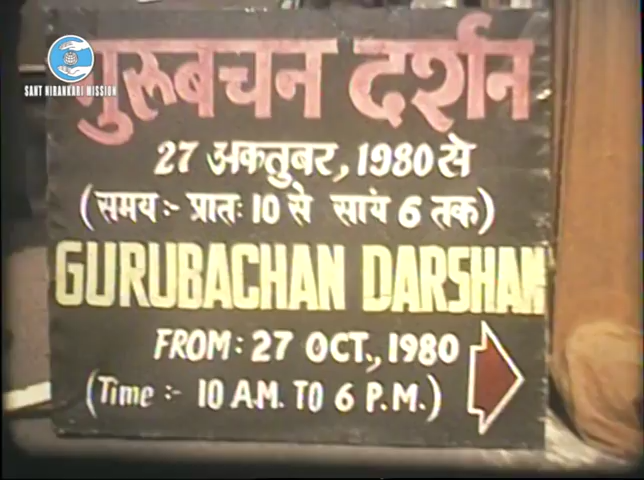 SANT NIRANKARI MISSION
गुरुबचन दर्शन
27 अकतुबर, 1980 से
(समय:- प्रातः 10 से सायं 6 तक)
GURUBACHAN DARSHAN
FROM: 27 OCT., 1980
(Time :- 10 A.M. TO 6 P.M.)